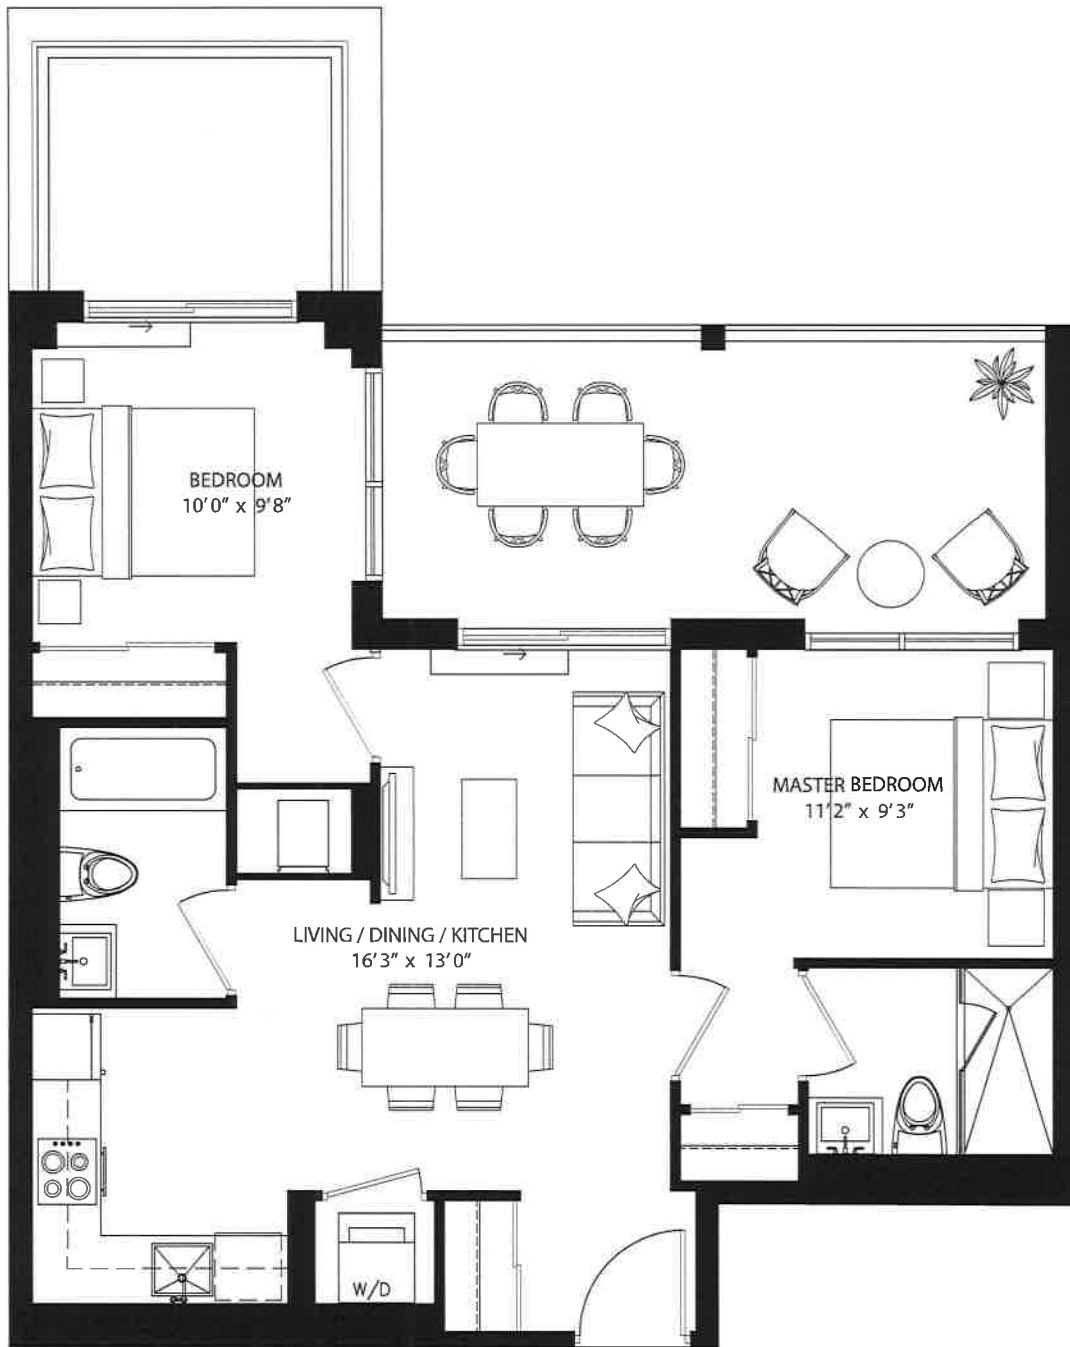 BEDROOM
10'0" x 9'8"
MASTER BEDROOM
11'2" x 9'3"
LIVING / DINING / KITCHEN
16'3" x 13'0"
W/D